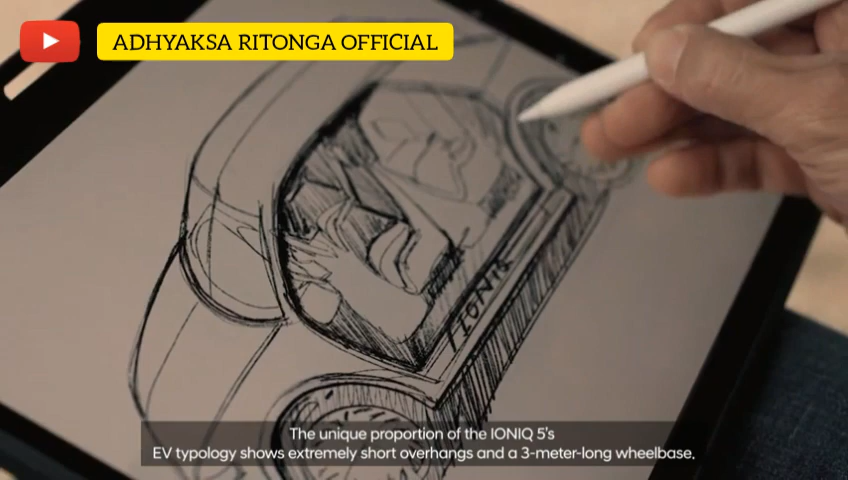 ADHYAKSA RITONGA OFFICIAL
IONIQ
The unique proportion of the IONIQ 5's
EV typology shows extremely short overhangs and a 3-meter-long wheelbase.